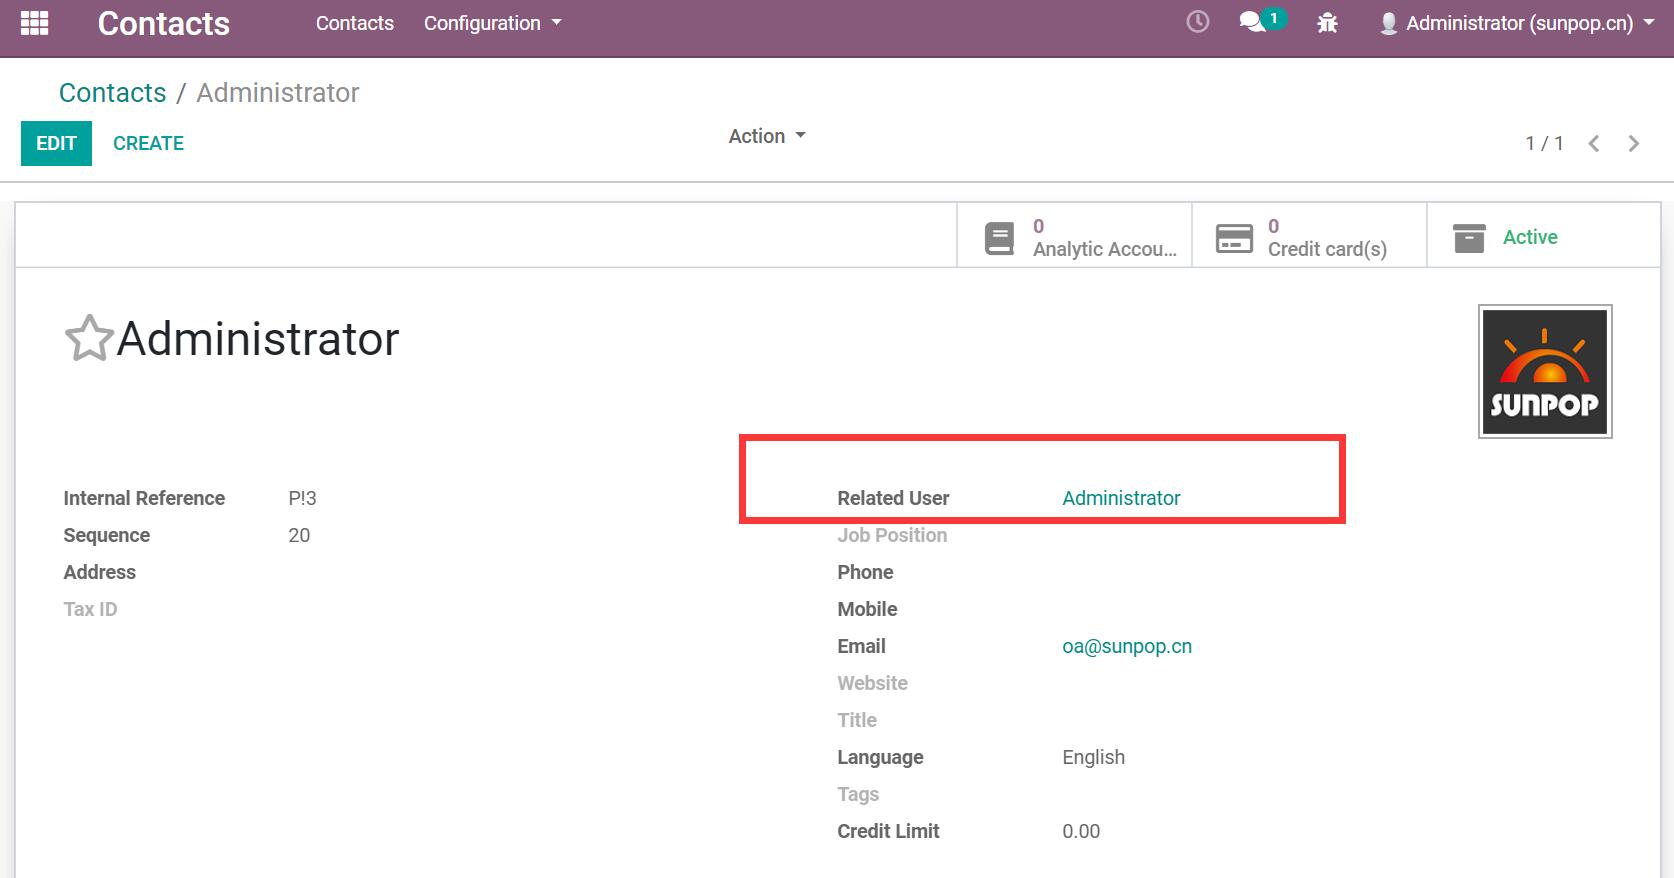 Contacts Contacts Configuration 1 Administrator (sunpop.cn)
Contacts / Administrator
EDIT CREATE Action 1 / 1
0 Analytic Accou...
0 Credit card(s)
Active
Administrator
SUNPOP
Internal Reference P!3
Sequence 20
Address
Tax ID
Related User Administrator
Job Position
Phone
Mobile
Email oa@sunpop.cn
Website
Title
Language English
Tags
Credit Limit 0.00